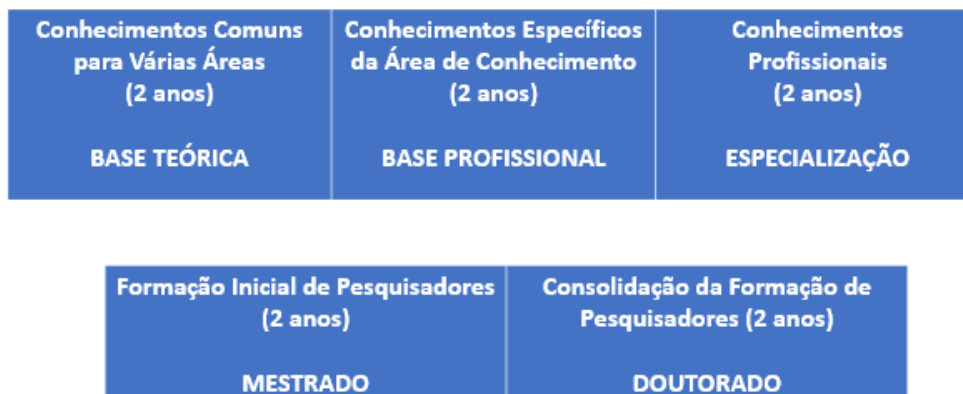 Conhecimentos Comuns
para Várias Áreas
(2 anos)
BASE TEÓRICA
Conhecimentos Específicos
da Área de Conhecimento
(2 anos)
BASE PROFISSIONAL
Conhecimentos
Profissionais
(2 anos)
ESPECIALIZAÇÃO
Formação Inicial de Pesquisadores
(2 anos)
MESTRADO
Consolidação da Formação de
Pesquisadores (2 anos)
DOUTORADO